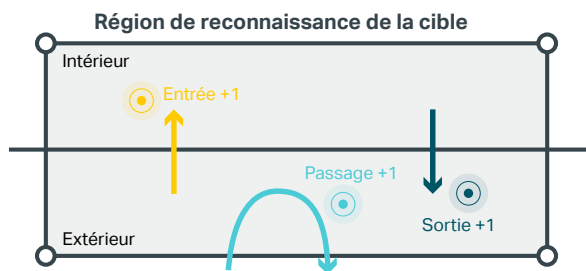 Région de reconnaissance de la cible
Intérieur
Entrée +1
Passage +1
Sortie +1
Extérieur